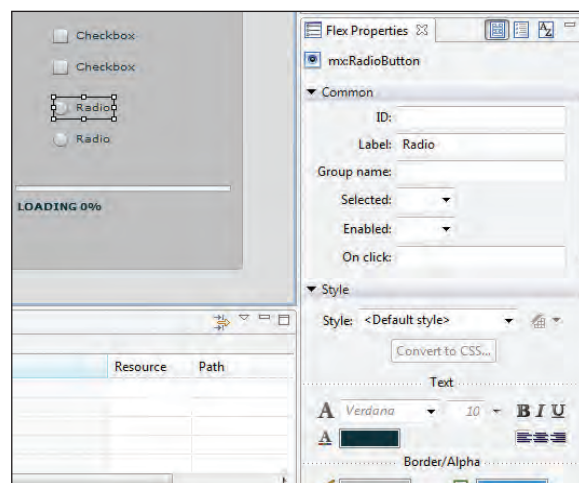 Checkbox
Checkbox
Radio
Radio
LOADING 0%
Resource Path
Flex Properties
mx:RadioButton
Common
ID:
Label: Radio
Group name:
Selected:
Enabled:
On click:
Style
Style: <Default style>
Convert to CSS...
Text
A Verdana 10 B I U
A
Border/Alpha